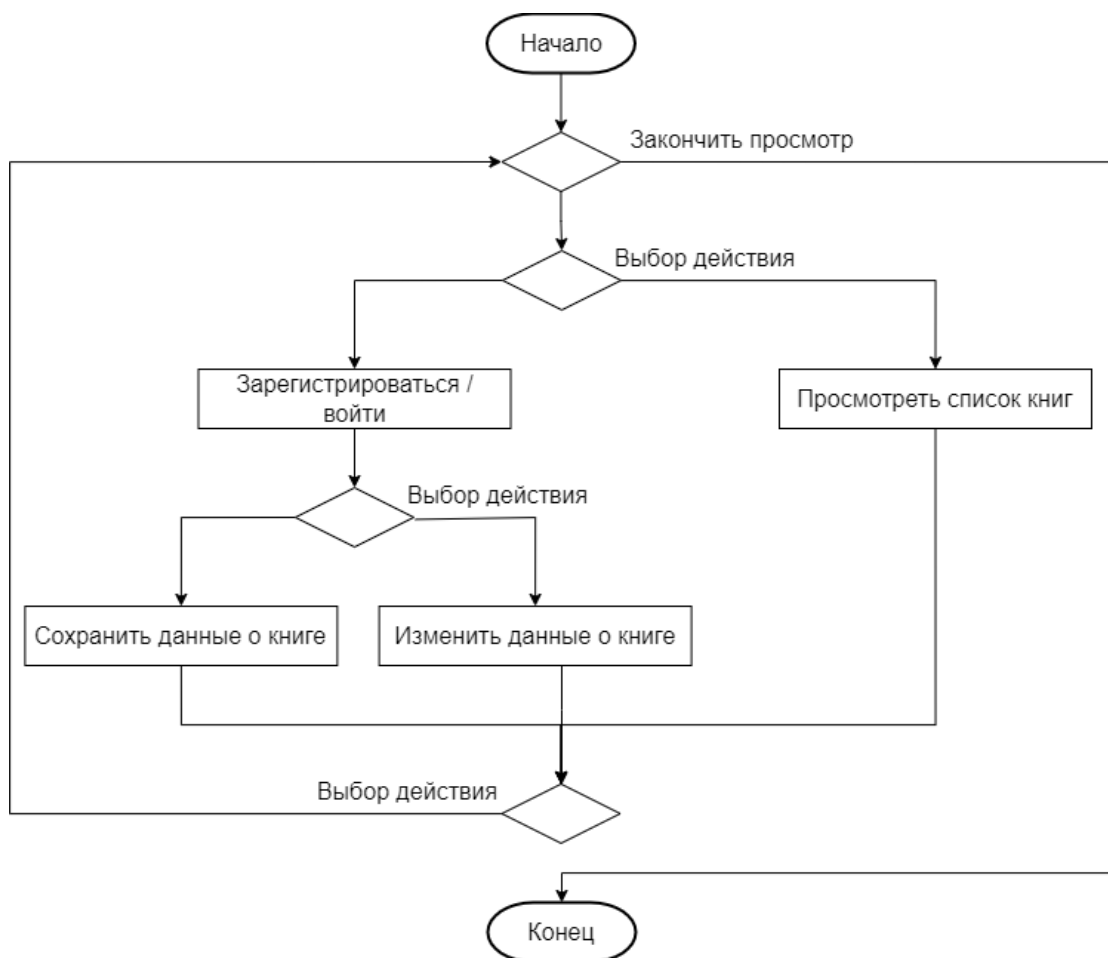 Начало
Закончить просмотр
Выбор действия
Зарегистрироваться /
войти
Просмотреть список книг
Выбор действия
Сохранить данные о книге
Изменить данные о книге
Выбор действия
Конец